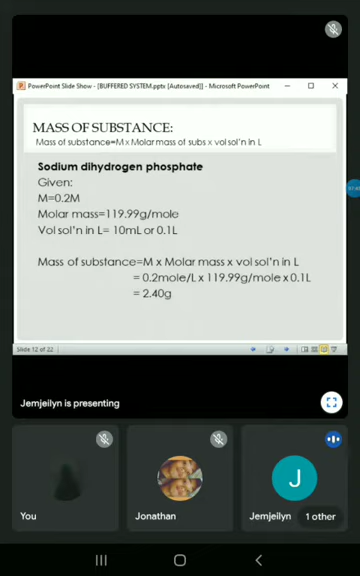 PowerPoint Slide Show - [BUFFERED SYSTEM.pptx [Autosaved]] - Microsoft PowerPoint
MASS OF SUBSTANCE:
Mass of substance=M x Molar mass of subs x vol sol'n in L
Sodium dihydrogen phosphate
Given:
M=0.2M
Molar mass=119.99g/mole
Vol sol'n in L= 10mL or 0.1L
Mass of substance=M x Molar mass x vol sol'n in L
= 0.2mole/L x 119.99g/mole x 0.1L
= 2.40g
Slide 12 of 22
Jemjeilyn is presenting
J
You
Jonathan
Jemjeilyn
1 other